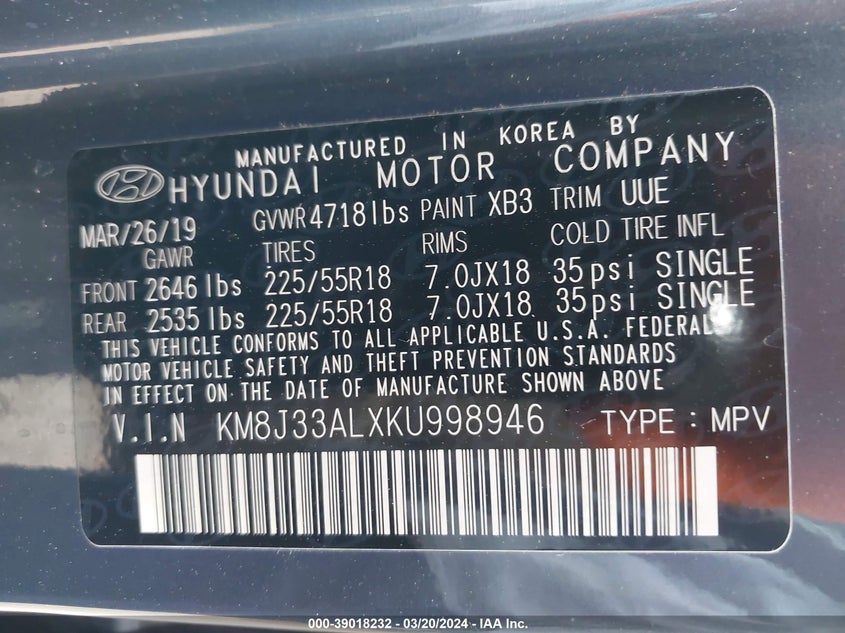 MANUFACTURED IN KOREA BY
HYUNDAI MOTOR COMPANY
MAR/26/19 GVWR 4718lbs PAINT XB3 TRIM UUE
GAWR TIRES RIMS COLD TIRE INFL
FRONT 2646 lbs 225/55R18 7.0JX18 35psi SINGLE
REAR 2535 lbs 225/55R18 7.0JX18 35psi SINGLE
THIS VEHICLE CONFORMS TO ALL APPLICABLE U.S.A. FEDERAL
MOTOR VEHICLE SAFETY AND THEFT PREVENTION STANDARDS
IN EFFECT ON THE DATE OF MANUFACTURE SHOWN ABOVE
V.I.N KM8J33ALXKU998946 TYPE : MPV
000-39018232 - 03/20/2024 - IAA Inc.